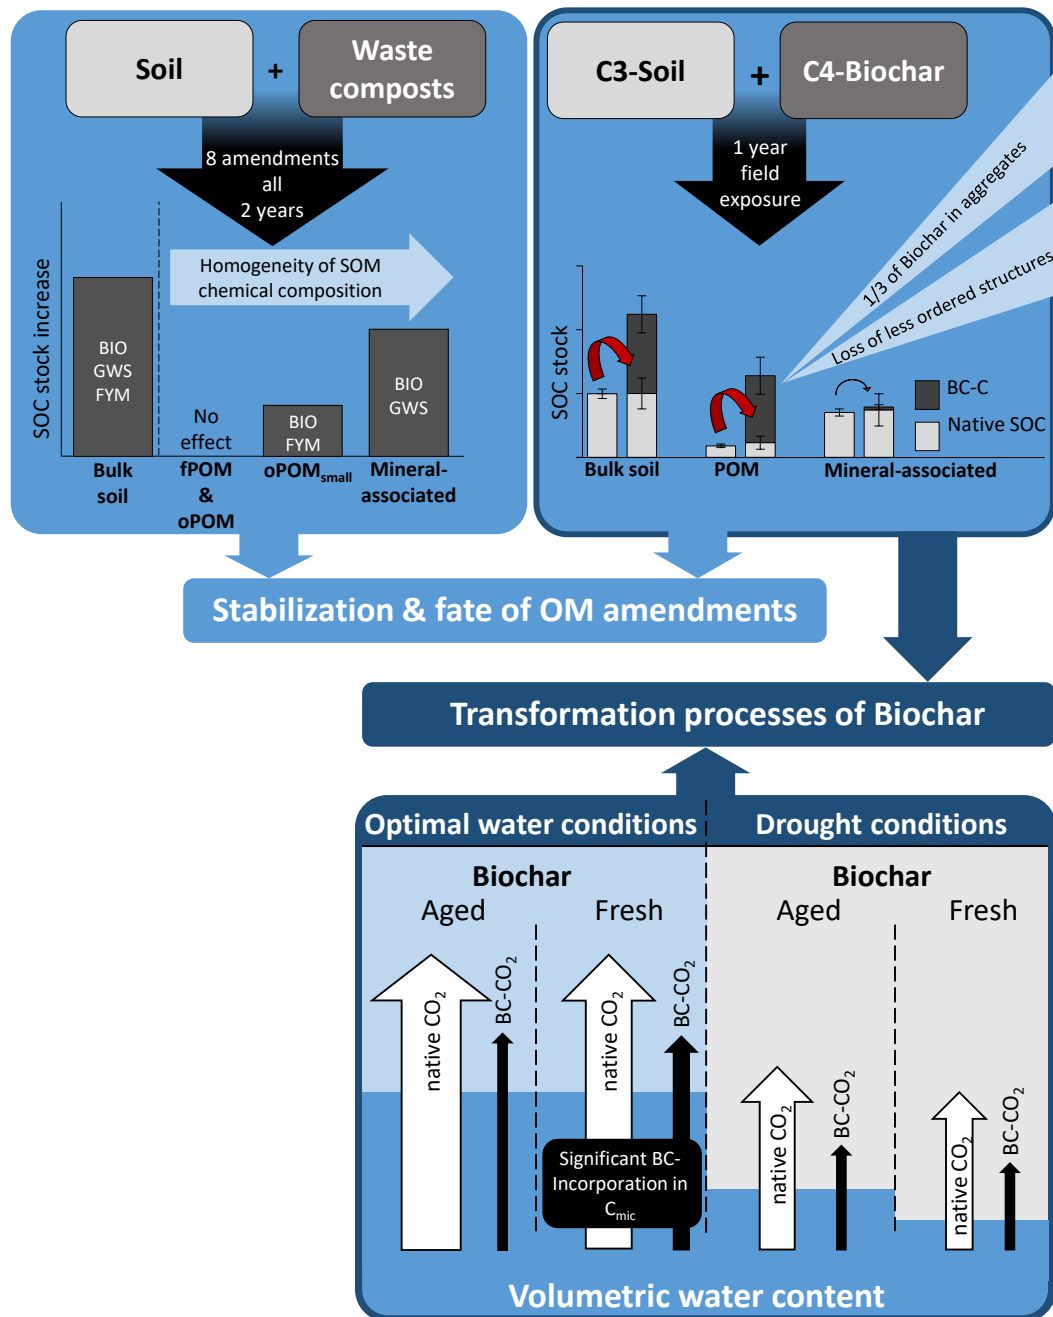 Soil
+
Waste
composts
8 amendments
all
2 years
Homogeneity of SOM
chemical composition
SOC stock increase
BIO
GWS
FYM
No
effect
BIO
FYM
BIO
GWS
Bulk
soil
fPOM
&
oPOM
oPOMsmall
Mineral-
associated
C3-Soil
+
C4-Biochar
1 year
field
exposure
1/3 of Biochar in aggregates
Loss of less ordered structures
SOC stock
BC-C
Native SOC
Bulk soil
POM
Mineral-associated
Stabilization & fate of OM amendments
Transformation processes of Biochar
Optimal water conditions
Drought conditions
Biochar
Aged
Fresh
Biochar
Aged
Fresh
native CO2
BC-CO2
native CO2
BC-CO2
native CO2
BC-CO2
native CO2
BC-CO2
Significant BC-
Incorporation in
Cmic
Volumetric water content